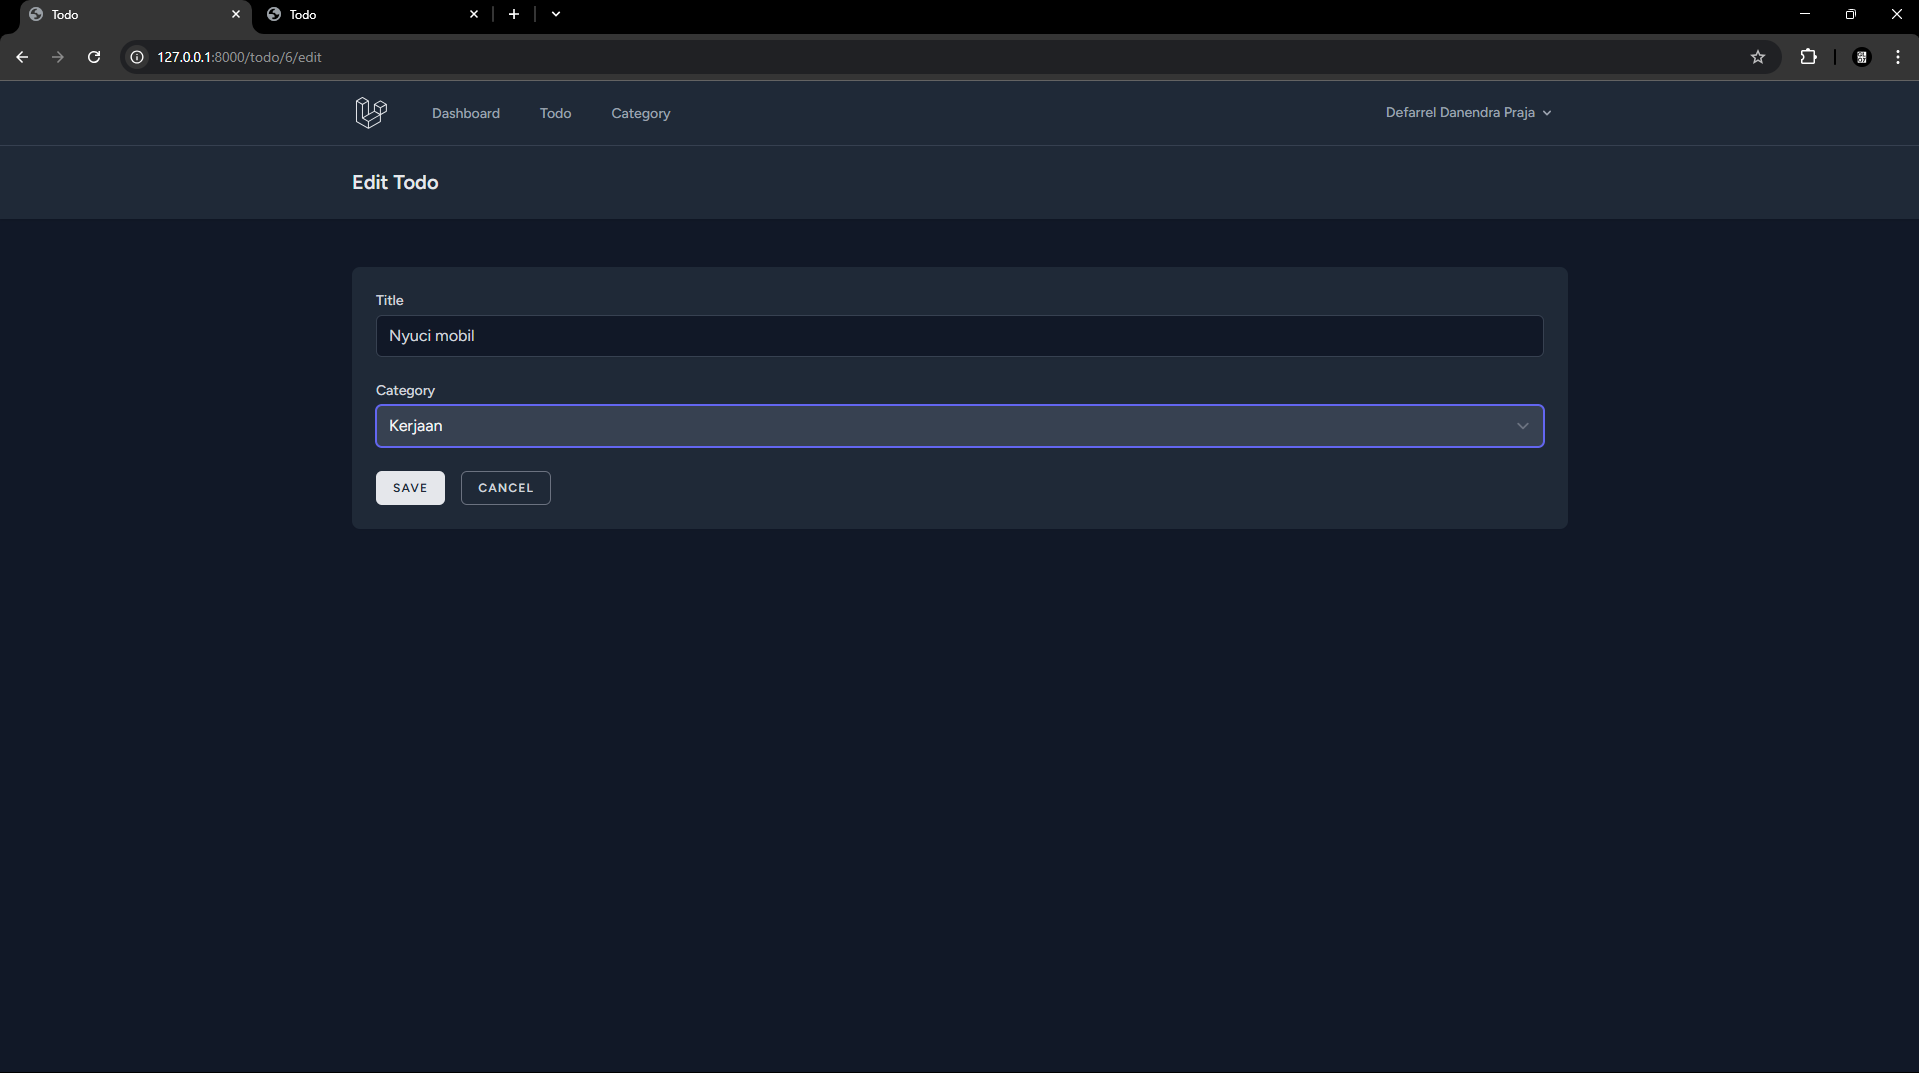 Todo
Todo
127.0.0.1:8000/todo/6/edit
Dashboard
Todo
Category
Defarrel Danendra Praja
Edit Todo
Title
Nyuci mobil
Category
Kerjaan
SAVE
CANCEL